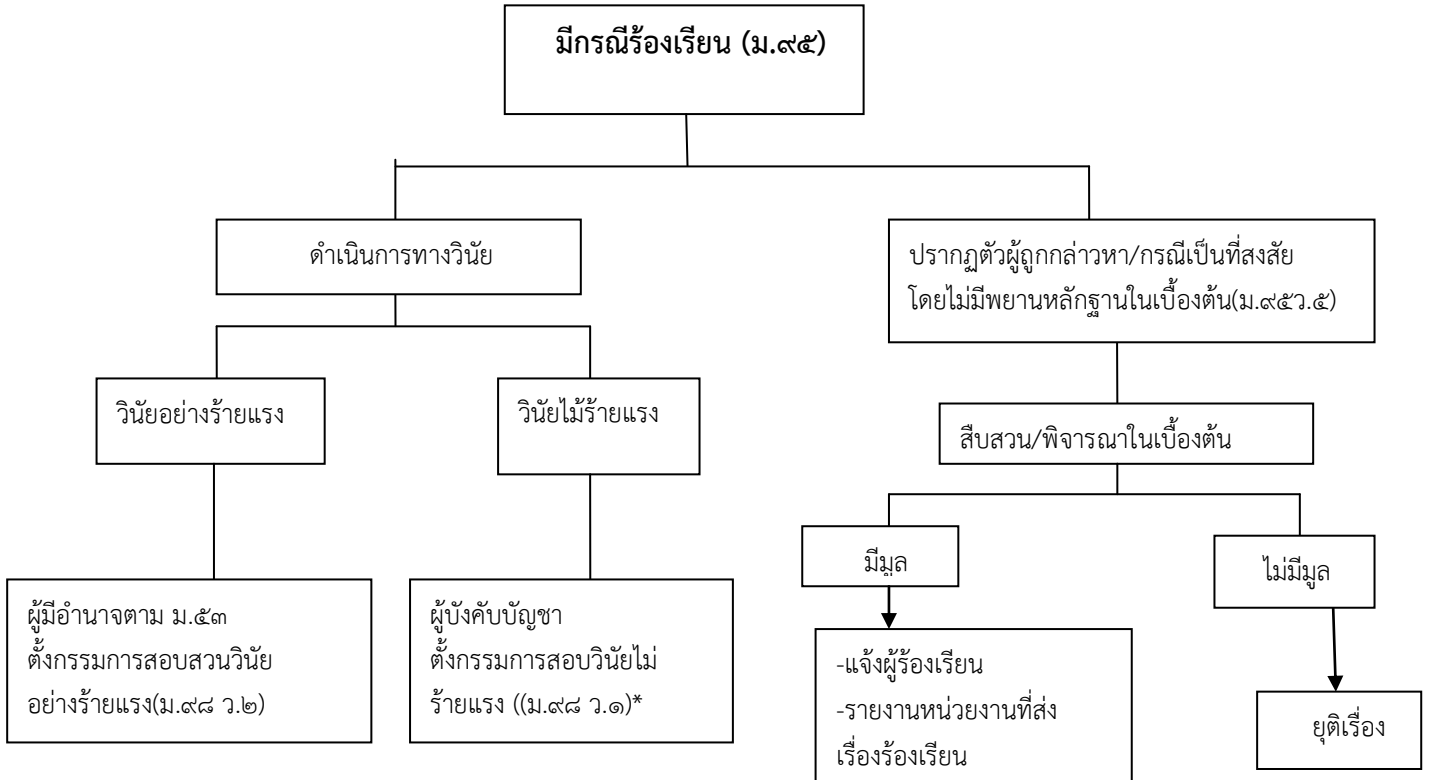 มีกรณีร้องเรียน (ม.๙๕)
ดำเนินการทางวินัย
ปรากฏตัวผู้ถูกกล่าวหา/กรณีเป็นที่สงสัย
โดยไม่มีพยานหลักฐานในเบื้องต้น(ม.๙๕ว.๕)
วินัยอย่างร้ายแรง
วินัยไม้ร้ายแรง
สืบสวน/พิจารณาในเบื้องต้น
มีมูล
ไม่มีมูล
ผู้มีอำนาจตาม ม.๕๓
ตั้งกรรมการสอบสวนวินัย
อย่างร้ายแรง(ม.๙๘ ว.๒)
ผู้บังคับบัญชา
ตั้งกรรมการสอบวินัยไม่
ร้ายแรง ((ม.๙๘ ว.๑)*
-แจ้งผู้ร้องเรียน
-รายงานหน่วยงานที่ส่ง
เรื่องร้องเรียน
ยุติเรื่อง